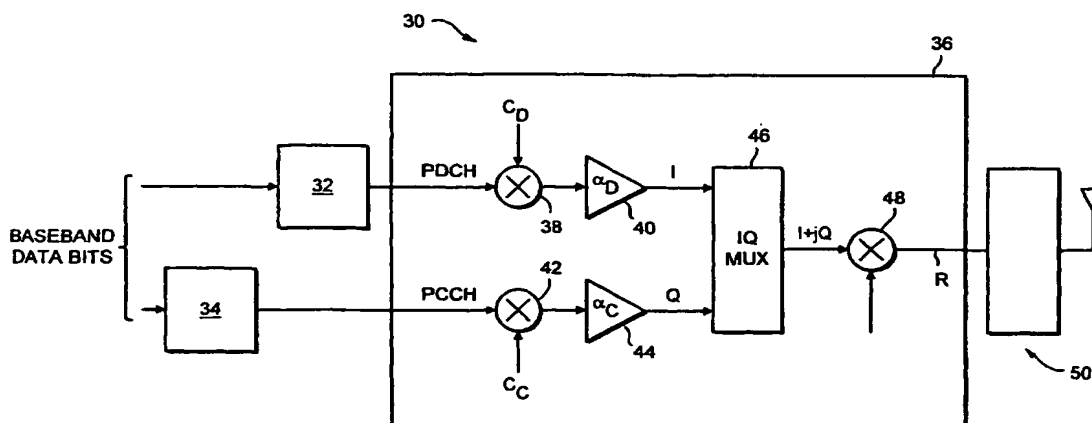 30
36
C_D
46
32
PDCH
α_D
I
38
40
48
BASEBAND
DATA BITS
IQ
MUX
I+jQ
R
42
34
PCCH
α_C
Q
44
C_C
50